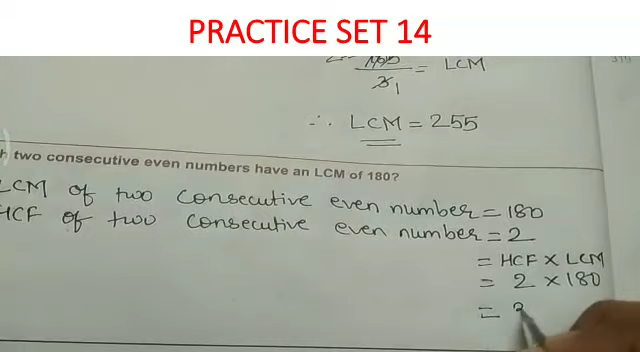 PRACTICE SET 14
= LCM
∴ LCM = 255
two consecutive even numbers have an LCM of 180?
LCM of two consecutive even number = 180
HCF of two consecutive even number = 2
= HCF × LCM
= 2 × 180
=